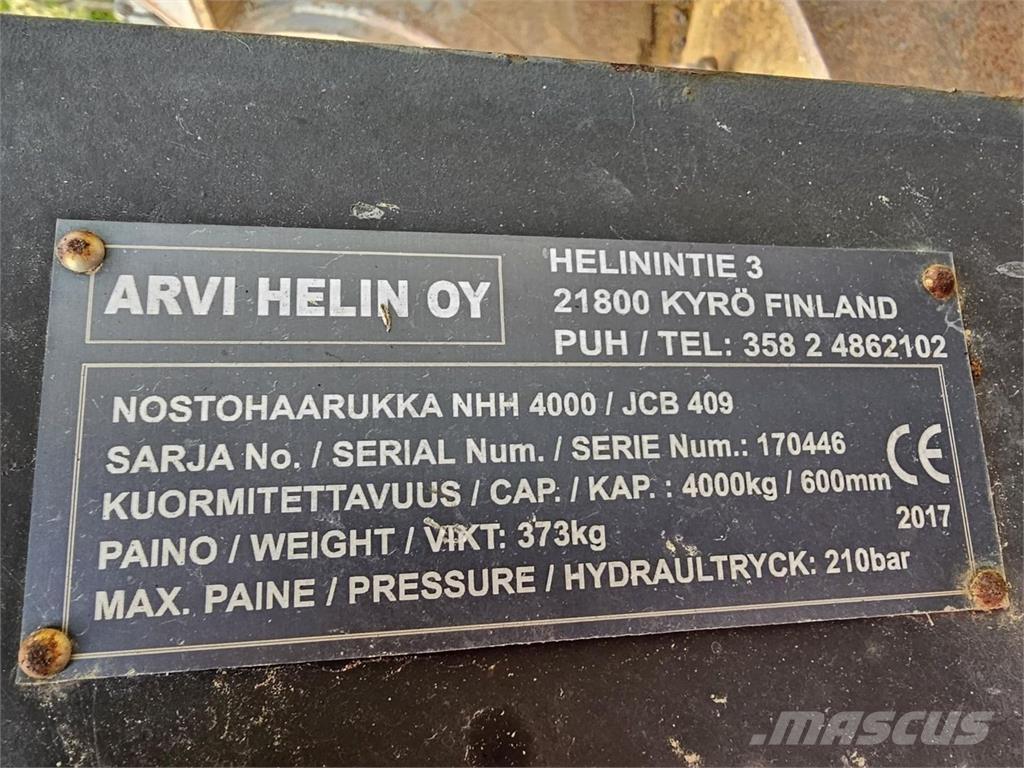 ARVI HELIN OY
HELININTIE 3
21800 KYRÖ FINLAND
PUH / TEL: 358 2 4862102
NOSTOHAARUKKA NHH 4000 / JCB 409
SARJA No. / SERIAL Num. / SERIE Num.: 170446
KUORMITETTAVUUS / CAP. / KAP. : 4000kg / 600mm
PAINO / WEIGHT / VIKT: 373kg
MAX. PAINE / PRESSURE / HYDRAULTRYCK: 210bar
CE
2017
MASCUS